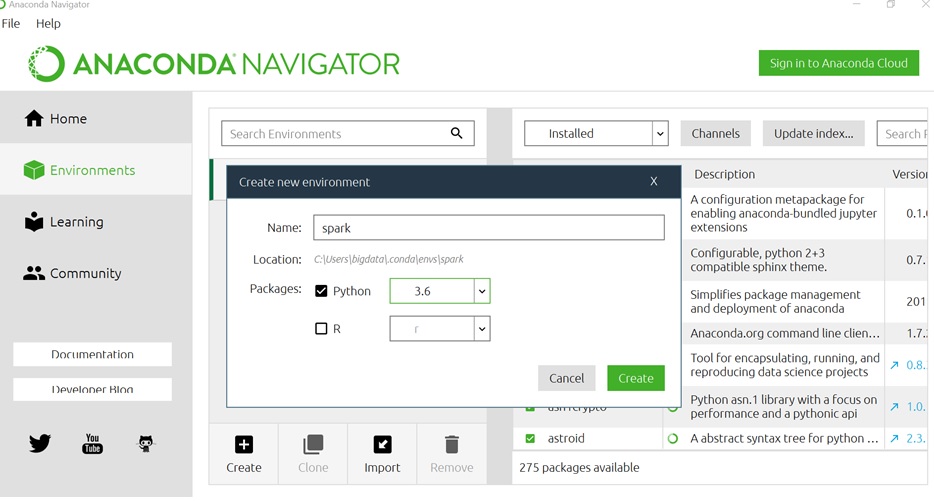 Anaconda Navigator
File Help
ANACONDA NAVIGATOR
Sign in to Anaconda Cloud
Home
Environments
Learning
Community
Documentation
Developer Blog
You
Tube
Search Environments
Installed
Channels
Update index...
Search
Create new environment
X
Name: spark
Location: C:\Users\bigdata\.conda\envs\spark
Packages: Python 3.6
R r
Cancel Create
Description
A configuration metapackage for
enabling anaconda-bundled jupyter
extensions
0.1.
Configurable, python 2+3
compatible sphinx theme.
0.7.
Simplifies package management
and deployment of anaconda
201
Anaconda.org command line clien...
1.7.
Tool for encapsulating, running, and
reproducing data science projects
0.8.
asn1crypto
Python asn.1 library with a focus on
performance and a pythonic api
1.0.
astroid
A abstract syntax tree for python ...
2.3.
Create Clone Import Remove
275 packages available